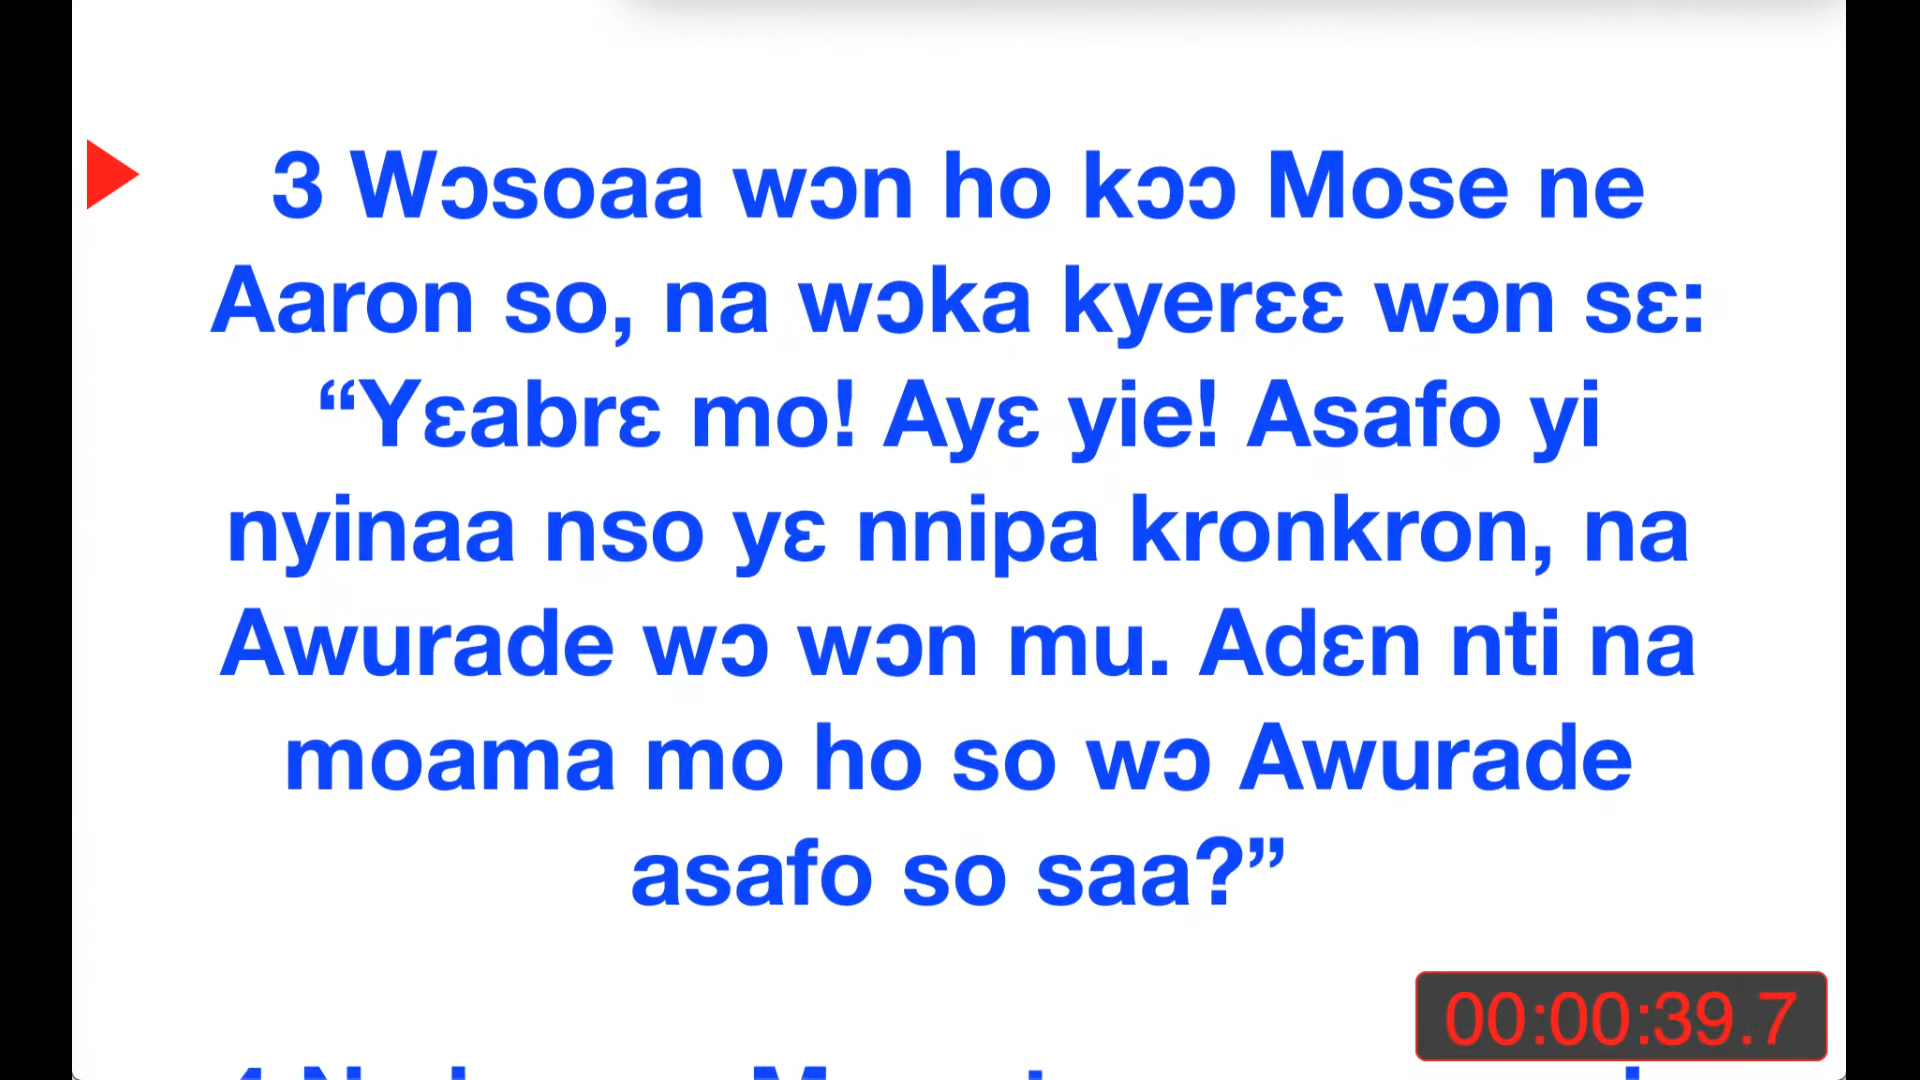 3 Wɔsoaa wɔn ho kɔɔ Mose ne
Aaron so, na wɔka kyerɛɛ wɔn sɛ:
“Yɛabrɛ mo! Ayɛ yie! Asafo yi
nyinaa nso yɛ nnipa kronkron, na
Awurade wɔ wɔn mu. Adɛn nti na
moama mo ho so wɔ Awurade
asafo so saa?”
00:00:39.7